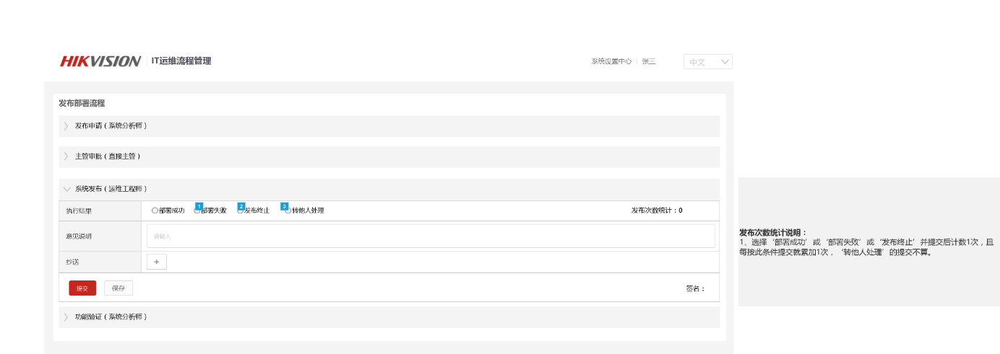 HIKVISION IT运维流程管理 系统设置中心 张三 中文
发布部署流程
发布申请(系统分析师)
主管审批(直接主管)
系统发布(运维工程师)
执行结果 部署成功 1 部署失败 2 发布终止 3 转他人处理 发布次数统计:0
意见说明 请输入
抄送 +
提交 保存 签名:
功能验证(系统分析师)
发布次数统计说明:
1、选择‘部署成功’或‘部署失败’或‘发布终止’并提交后计数1次,且
每按此条件提交就累加1次,‘转他人处理’的提交不算。